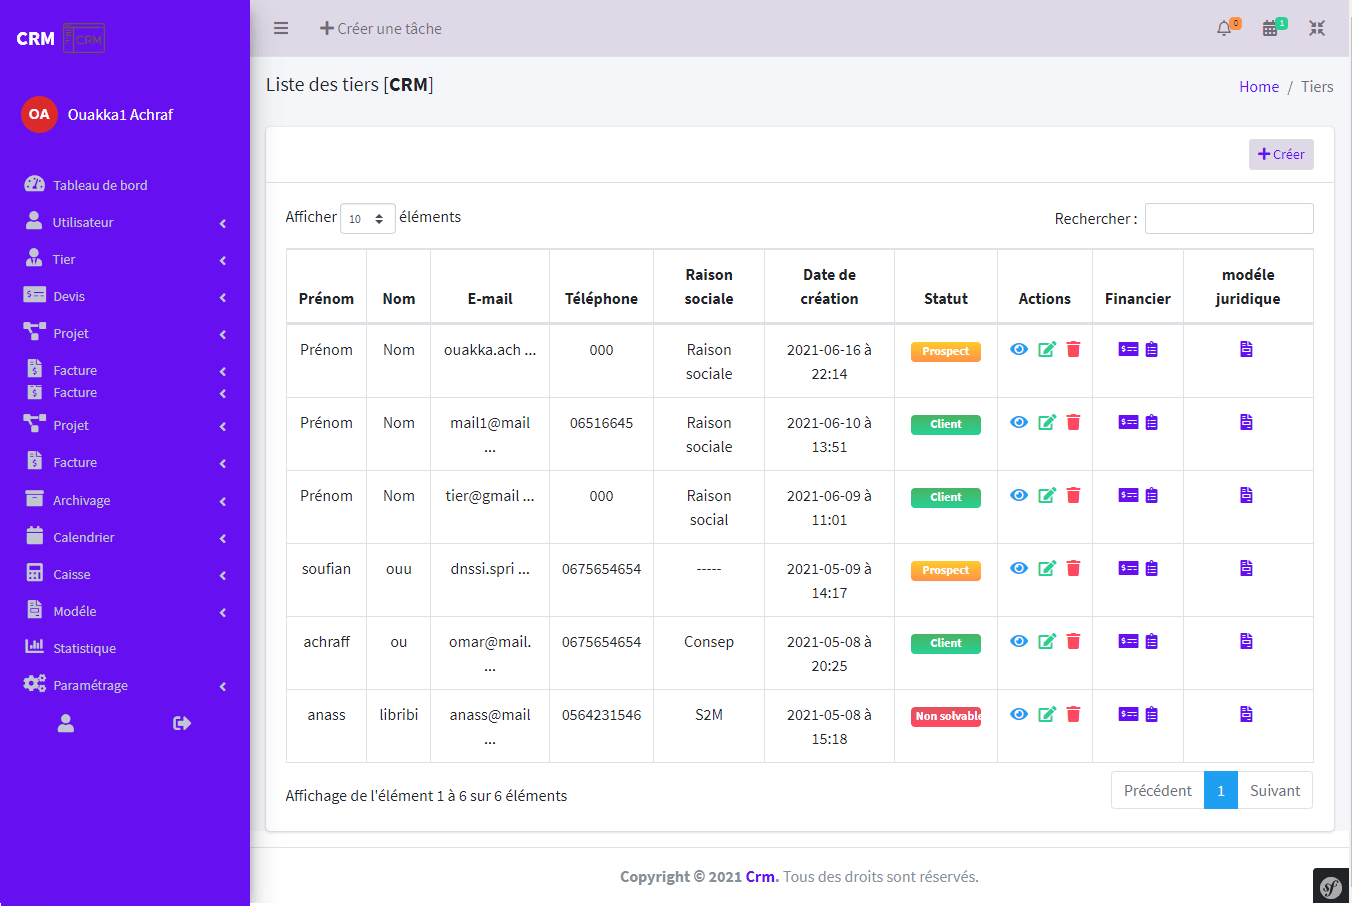 CRM CRM
OA Ouakka1 Achraf
Tableau de bord
Utilisateur
Tier
Devis
Projet
Facture
Facture
Projet
Facture
Archivage
Calendrier
Caisse
Modéle
Statistique
Paramétrage
Créer une tâche 0 1
Liste des tiers [CRM] Home / Tiers
Créer
Afficher 10 éléments Rechercher :
Raison Date de modéle
Prénom Nom E-mail Téléphone sociale création Statut Actions Financier juridique
Prénom Nom ouakka.ach ... 000 Raison 2021-06-16 à Prospect
sociale 22:14
Prénom Nom mail1@mail 06516645 Raison 2021-06-10 à Client
... sociale 13:51
Prénom Nom tier@gmail ... 000 Raison 2021-06-09 à Client
social 11:01
soufian ouu dnssi.spri ... 0675654654 ----- 2021-05-09 à Prospect
14:17
achraff ou omar@mail. 0675654654 Consep 2021-05-08 à Client
... 20:25
anass libribi anass@mail 0564231546 S2M 2021-05-08 à Non solvable
... 15:18
Affichage de l'élément 1 à 6 sur 6 éléments Précédent 1 Suivant
Copyright © 2021 Crm. Tous des droits sont réservés.
sf